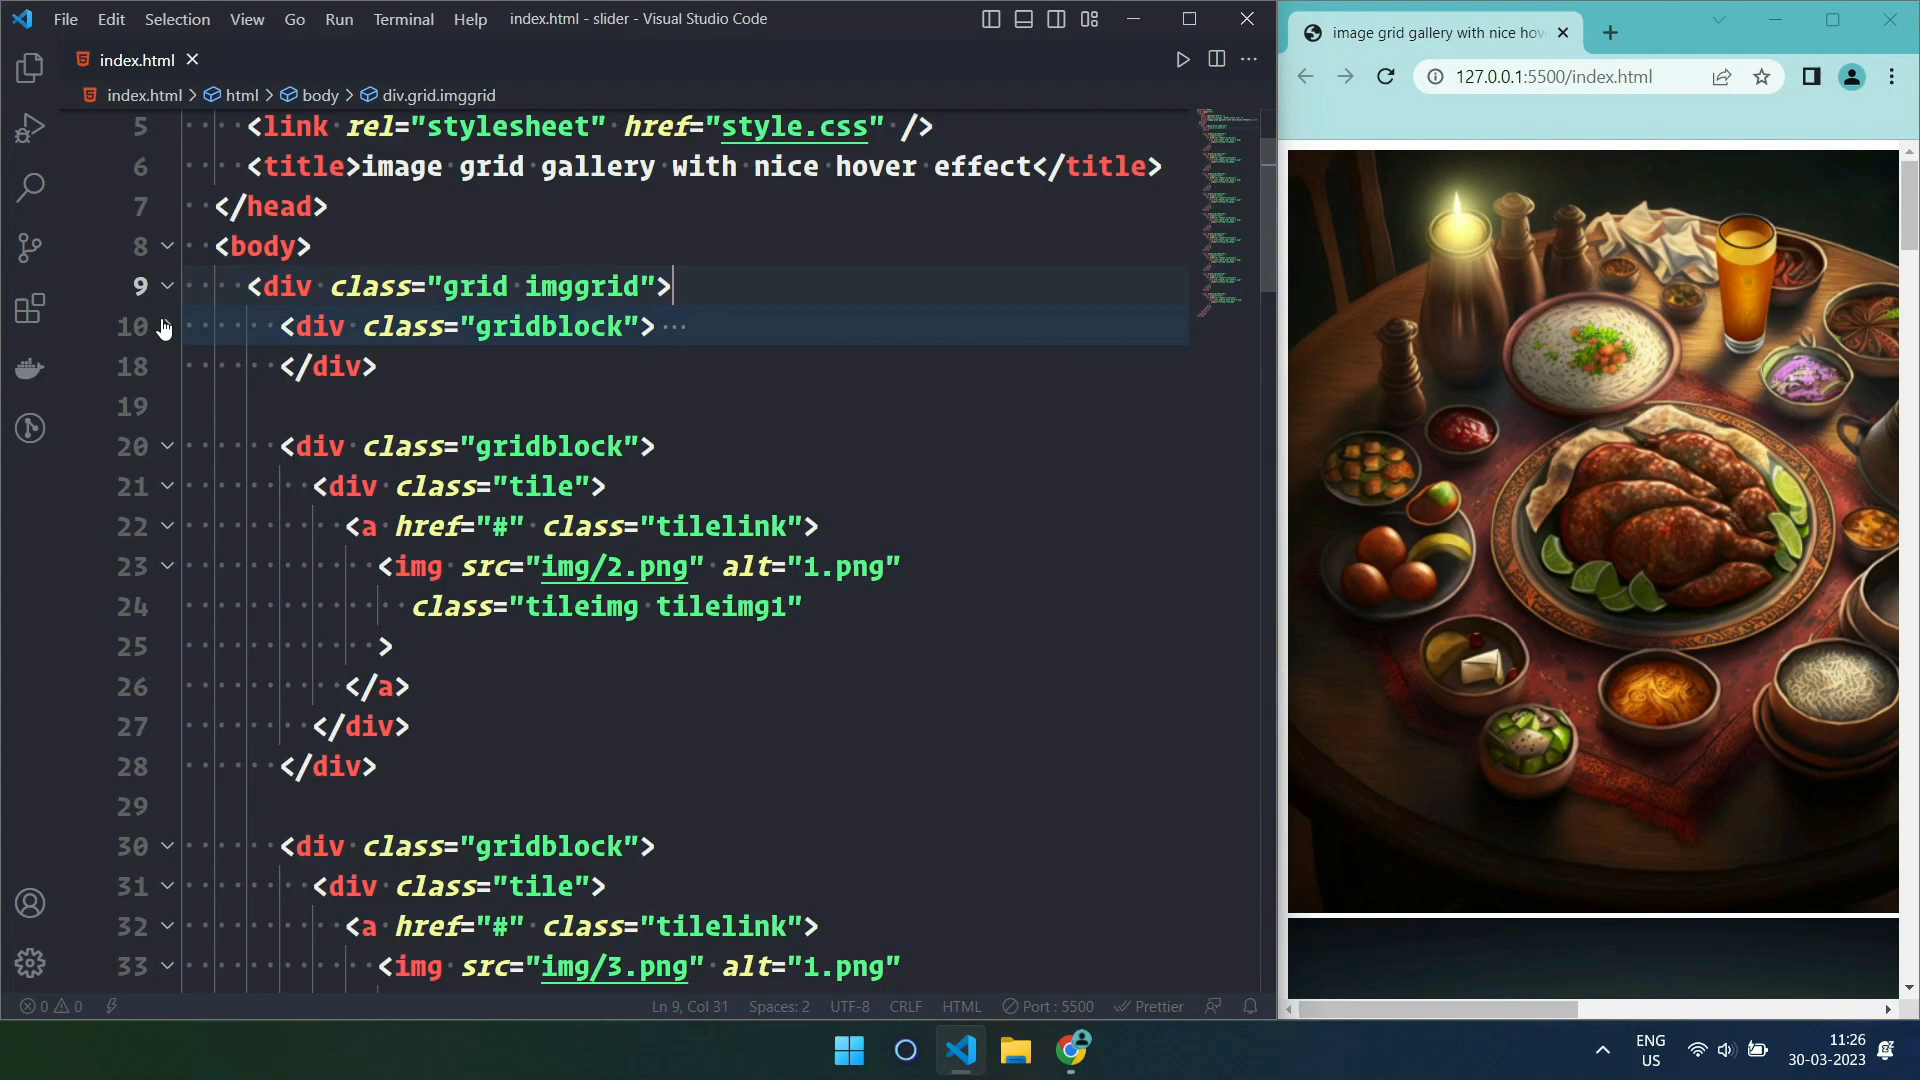 File Edit Selection View Go Run Terminal Help index.html - slider - Visual Studio Code
index.html
index.html > html > body > div.grid.imggrid
5 <link rel="stylesheet" href="style.css" />
6 <title>image grid gallery with nice hover effect</title>
7 </head>
8 <body>
9 <div class="grid imggrid">
10 <div class="gridblock"> ...
18 </div>
19
20 <div class="gridblock">
21 <div class="tile">
22 <a href="#" class="tilelink">
23 <img src="img/2.png" alt="1.png"
24 class="tileimg tileimg1"
25 >
26 </a>
27 </div>
28 </div>
29
30 <div class="gridblock">
31 <div class="tile">
32 <a href="#" class="tilelink">
33 <img src="img/3.png" alt="1.png"
0 0 Ln 9, Col 31 Spaces: 2 UTF-8 CRLF HTML Port : 5500 Prettier
image grid gallery with nice hov
127.0.0.1:5500/index.html
ENG
US
11:26
30-03-2023